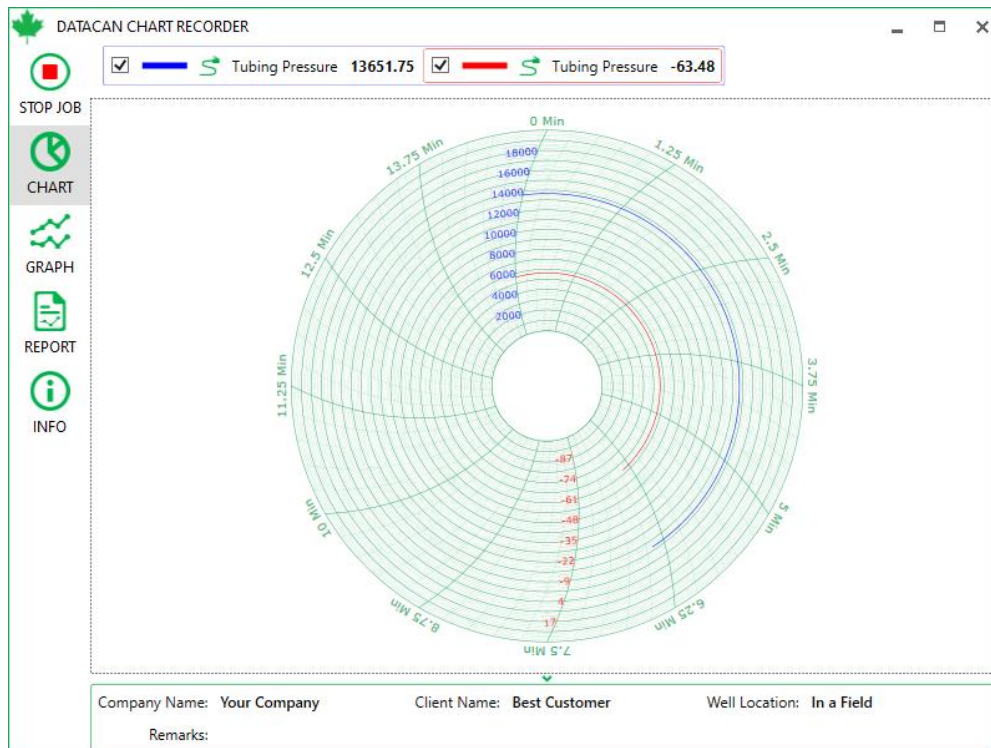 DATACAN CHART RECORDER
Tubing Pressure 13651.75 Tubing Pressure -63.48
STOP JOB
CHART
GRAPH
REPORT
INFO
0 Min
1.25 Min
2.5 Min
3.75 Min
5 Min
6.25 Min
7.5 Min
8.75 Min
10 Min
11.25 Min
12.5 Min
13.75 Min
18000
16000
14000
12000
10000
8000
6000
4000
2000
-87
-74
-61
-48
-35
-22
-9
4
17
Company Name: Your Company Client Name: Best Customer Well Location: In a Field
Remarks: